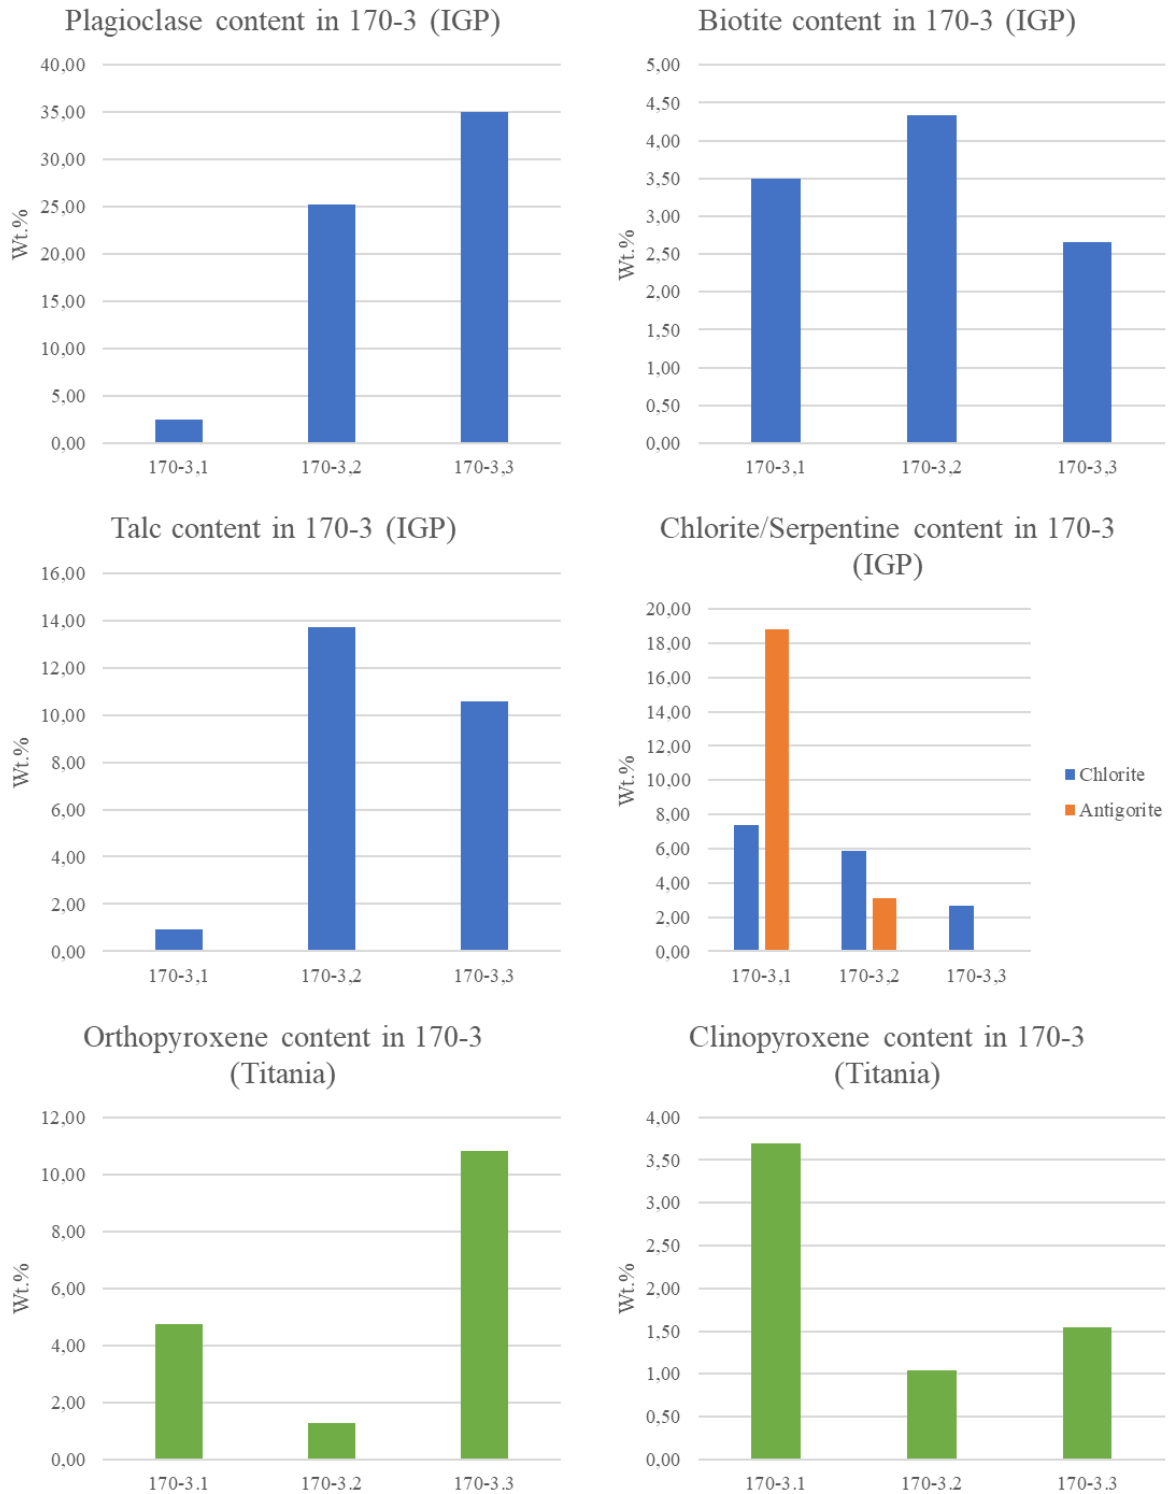 Plagioclase content in 170-3 (IGP)
40,00
35,00
30,00
25,00
20,00
15,00
10,00
5,00
0,00
Wt.%
170-3,1 170-3,2 170-3,3
Biotite content in 170-3 (IGP)
5,00
4,50
4,00
3,50
3,00
2,50
2,00
1,50
1,00
0,50
0,00
Wt.%
170-3,1 170-3,2 170-3,3
Talc content in 170-3 (IGP)
16,00
14,00
12,00
10,00
8,00
6,00
4,00
2,00
0,00
Wt.%
170-3,1 170-3,2 170-3,3
Chlorite/Serpentine content in 170-3
(IGP)
20,00
18,00
16,00
14,00
12,00
10,00
8,00
6,00
4,00
2,00
0,00
Wt.%
170-3,1 170-3,2 170-3,3
Chlorite
Antigorite
Orthopyroxene content in 170-3
(Titania)
12,00
10,00
8,00
6,00
4,00
2,00
0,00
Wt.%
170-3.1 170-3.2 170-3.3
Clinopyroxene content in 170-3
(Titania)
4,00
3,50
3,00
2,50
2,00
1,50
1,00
0,50
0,00
Wt.%
170-3.1 170-3.2 170-3.3